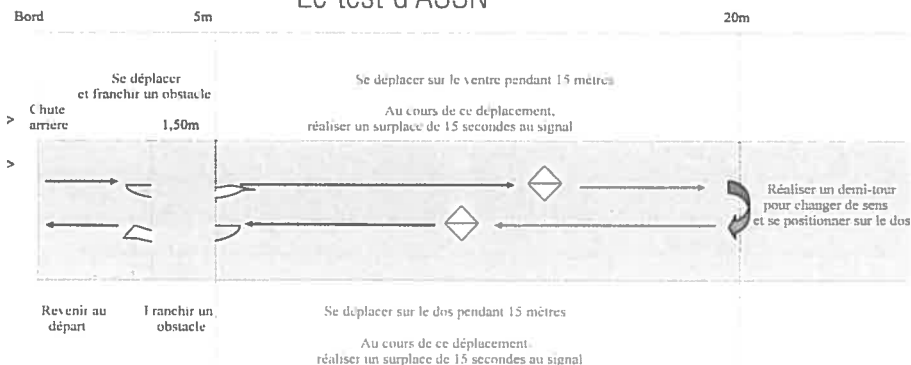 Le test d'ASSN
Bord 5m 20m
Se déplacer
et franchir un obstacle
Se déplacer sur le ventre pendant 15 mètres
Chute
arrière
1,50m
Au cours de ce déplacement,
réaliser un surplace de 15 secondes au signal
>
>
Réaliser un demi-tour
pour changer de sens
et se positionner sur le dos
Revenir au
départ
Franchir un
obstacle
Se déplacer sur le dos pendant 15 mètres
Au cours de ce déplacement,
réaliser un surplace de 15 secondes au signal